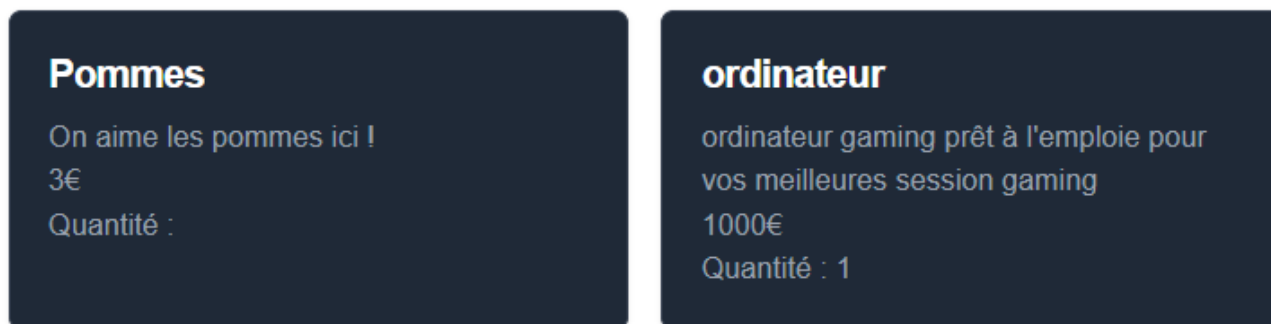 Pommes
On aime les pommes ici !
3€
Quantité :
ordinateur
ordinateur gaming prêt à l'emploie pour
vos meilleures session gaming
1000€
Quantité : 1